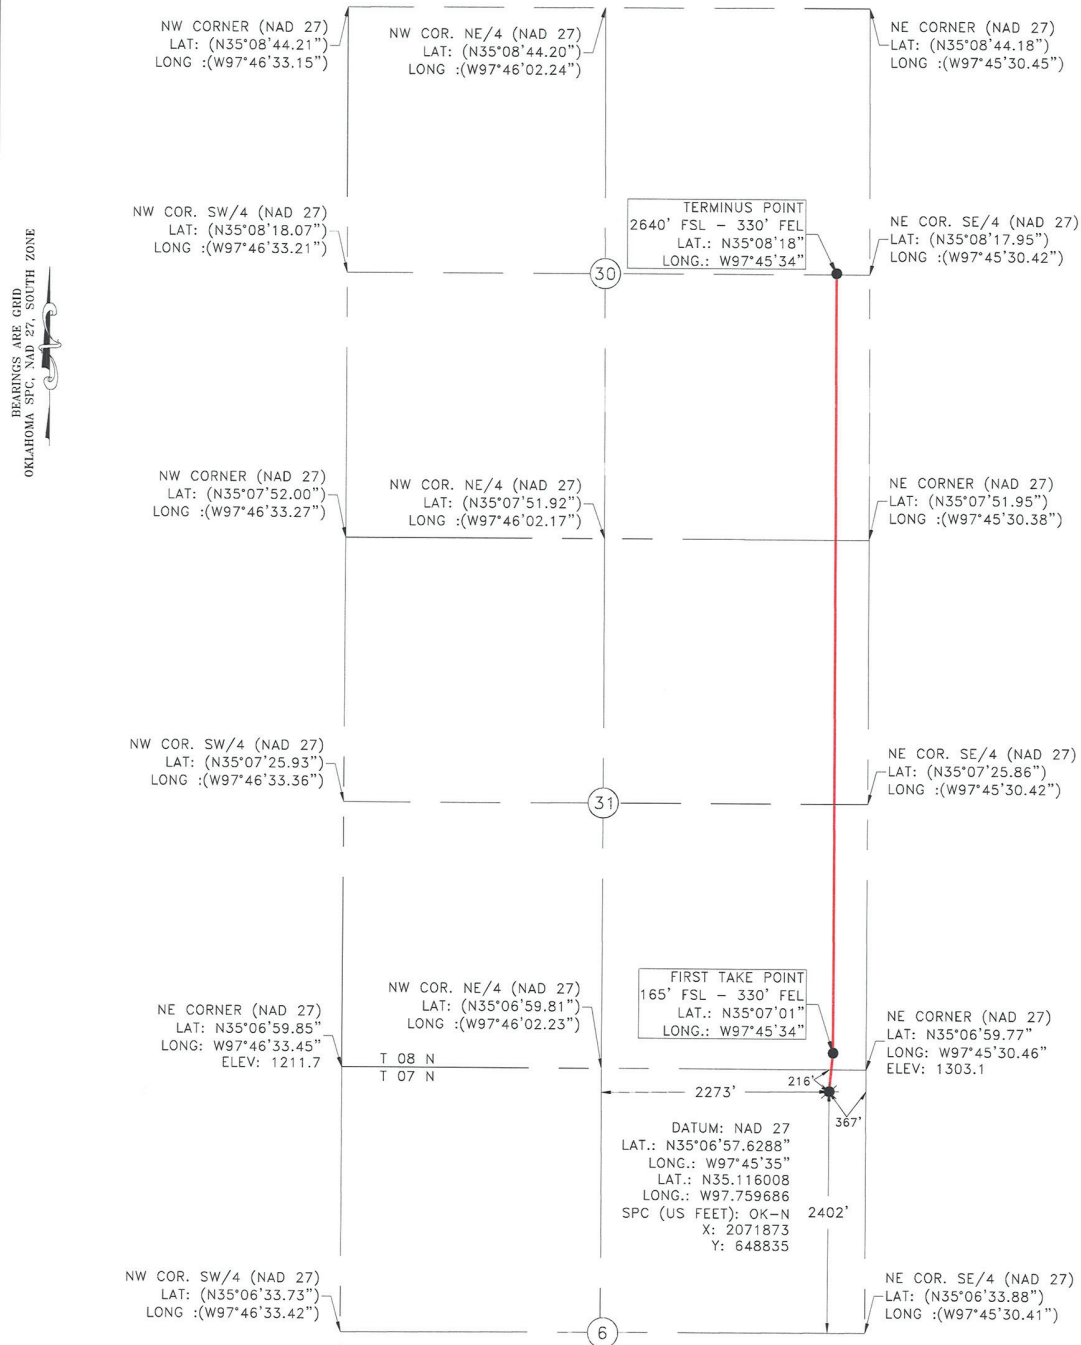 NW CORNER (NAD 27)
LAT: (N35°08'44.21")
LONG :(W97°46'33.15")
NW COR. NE/4 (NAD 27)
LAT: (N35°08'44.20")
LONG :(W97°46'02.24")
NE CORNER (NAD 27)
LAT: (N35°08'44.18")
LONG :(W97°45'30.45")
NW COR. SW/4 (NAD 27)
LAT: (N35°08'18.07")
LONG :(W97°46'33.21")
TERMINUS POINT
2640' FSL - 330' FEL
LAT.: N35°08'18"
LONG.: W97°45'34"
NE COR. SE/4 (NAD 27)
LAT: (N35°08'17.95")
LONG :(W97°45'30.42")
30
BEARINGS ARE GRID
OKLAHOMA SPC, NAD 27, SOUTH ZONE
NW CORNER (NAD 27)
LAT: (N35°07'52.00")
LONG :(W97°46'33.27")
NW COR. NE/4 (NAD 27)
LAT: (N35°07'51.92")
LONG :(W97°46'02.17")
NE CORNER (NAD 27)
LAT: (N35°07'51.95")
LONG :(W97°45'30.38")
NW COR. SW/4 (NAD 27)
LAT: (N35°07'25.93")
LONG :(W97°46'33.36")
31
NE COR. SE/4 (NAD 27)
LAT: (N35°07'25.86")
LONG :(W97°45'30.42")
NE CORNER (NAD 27)
LAT: N35°06'59.85"
LONG: W97°46'33.45"
ELEV: 1211.7
NW COR. NE/4 (NAD 27)
LAT: (N35°06'59.81")
LONG :(W97°46'02.23")
FIRST TAKE POINT
165' FSL - 330' FEL
LAT.: N35°07'01"
LONG.: W97°45'34"
NE CORNER (NAD 27)
LAT: N35°06'59.77"
LONG: W97°45'30.46"
ELEV: 1303.1
T 08 N
T 07 N
216'
2273'
367'
DATUM: NAD 27
LAT.: N35°06'57.6288"
LONG.: W97°45'35"
LAT.: N35.116008
LONG.: W97.759686
SPC (US FEET): OK-N
X: 2071873
Y: 648835
2402'
NW COR. SW/4 (NAD 27)
LAT: (N35°06'33.73")
LONG :(W97°46'33.42")
6
NE COR. SE/4 (NAD 27)
LAT: (N35°06'33.88")
LONG :(W97°45'30.41")